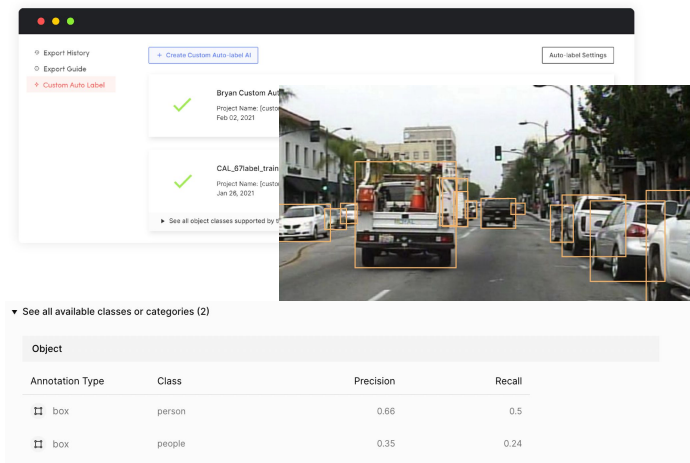 Export History
Export Guide
Custom Auto Label
+ Create Custom Auto-label AI
Auto-label Settings
Bryan Custom Aut
Project Name: [custo
Feb 02, 2021
CAL_67label_train
Project Name: [custo
Jan 26, 2021
See all object classes supported by t
See all available classes or categories (2)
Object
Annotation Type Class Precision Recall
box person 0.66 0.5
box people 0.35 0.24